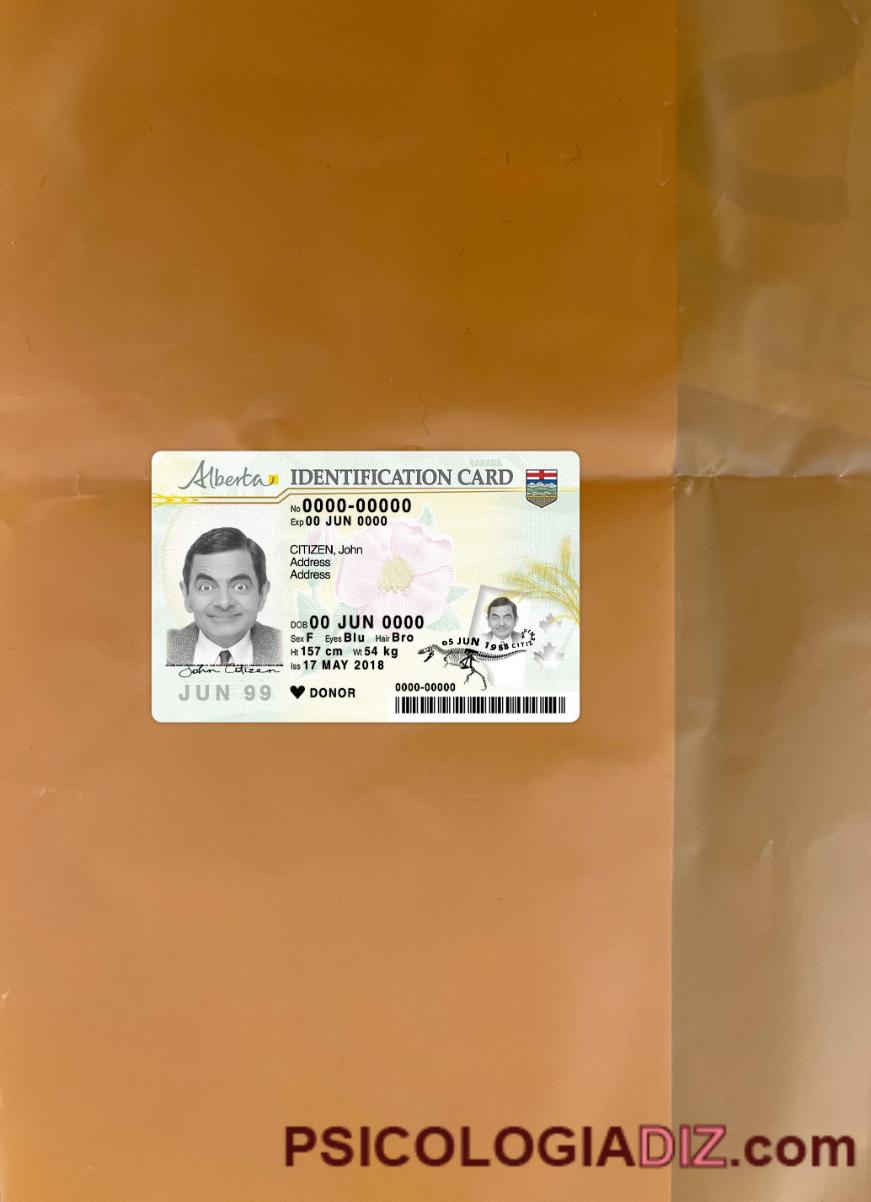 CANADA
Alberta IDENTIFICATION CARD
No 0000-00000
Exp 00 JUN 0000
CITIZEN, John
Address
Address
DOB 00 JUN 0000
Sex F Eyes Blu Hair Bro
Ht 157 cm Wt 54 kg
Iss 17 MAY 2018
John Citizen
JUN 99
♥ DONOR
05 JUN 1988 CITIZ
0000-00000
PSICOLOGIADIZ.com